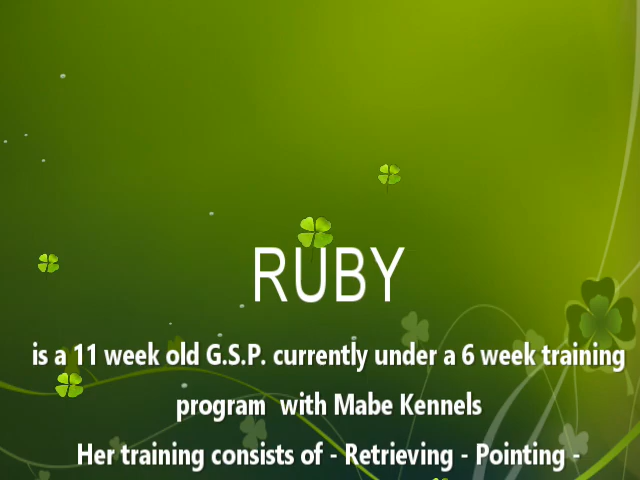 RUBY
is a 11 week old G.S.P. currently under a 6 week training
program with Mabe Kennels
Her training consists of - Retrieving - Pointing -